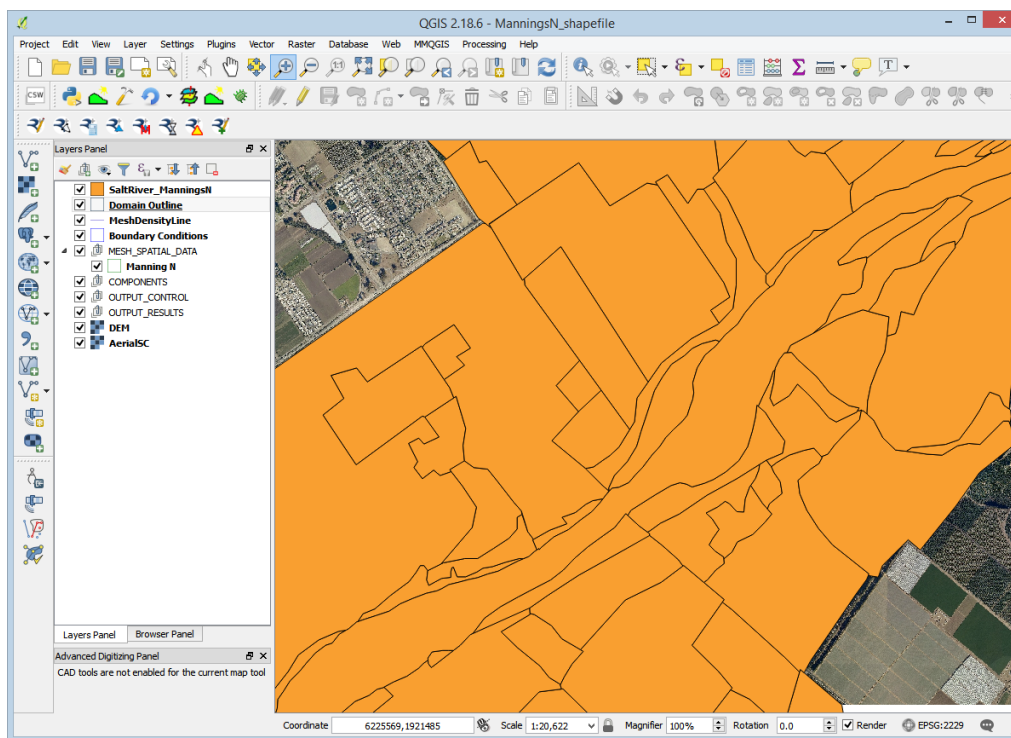 QGIS 2.18.6 - ManningsN_shapefile
Project Edit View Layer Settings Plugins Vector Raster Database Web MMQGIS Processing Help
CSW
Layers Panel
SaltRiver_ManningsN
Domain Outline
MeshDensityLine
Boundary Conditions
MESH_SPATIAL_DATA
Manning N
COMPONENTS
OUTPUT_CONTROL
OUTPUT_RESULTS
DEM
AerialSC
Layers Panel Browser Panel
Advanced Digitizing Panel
CAD tools are not enabled for the current map tool
Coordinate 6225569,1921485 Scale 1:20,622 Magnifier 100% Rotation 0.0 Render EPSG:2229